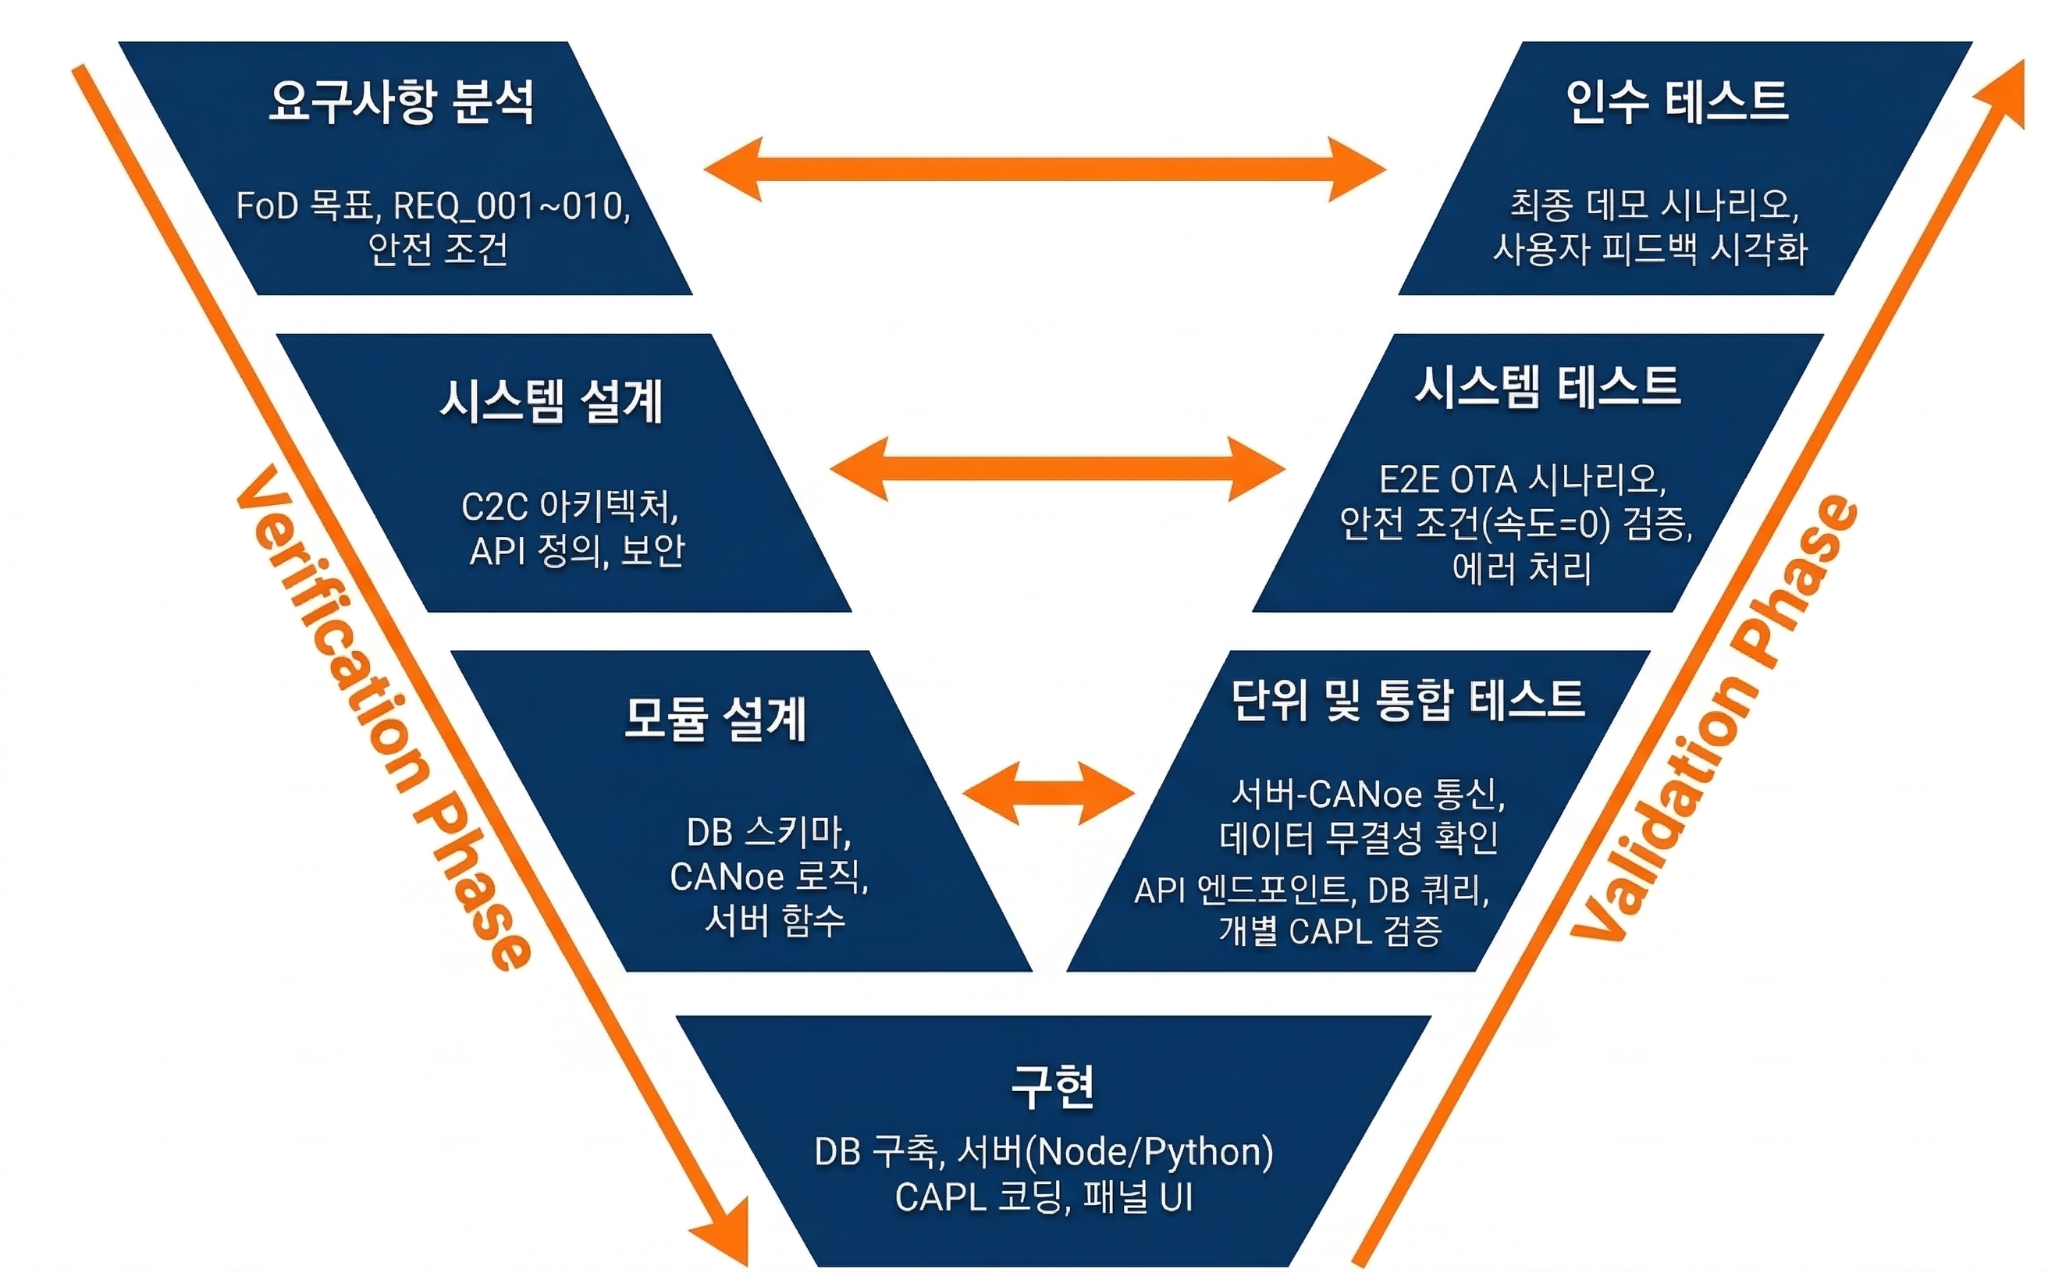 요구사항 분석
FoD 목표, REQ_001~010,
안전 조건
인수 테스트
최종 데모 시나리오,
사용자 피드백 시각화
시스템 설계
C2C 아키텍처,
API 정의, 보안
시스템 테스트
E2E OTA 시나리오,
안전 조건(속도=0) 검증,
에러 처리
Verification Phase
Validation Phase
모듈 설계
DB 스키마,
CANoe 로직,
서버 함수
단위 및 통합 테스트
서버-CANoe 통신,
데이터 무결성 확인
API 엔드포인트, DB 쿼리,
개별 CAPL 검증
구현
DB 구축, 서버(Node/Python)
CAPL 코딩, 패널 UI